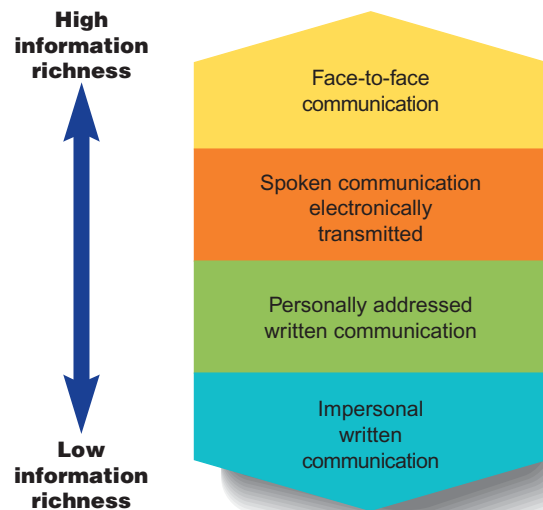 High
information
richness
Face-to-face
communication
Spoken communication
electronically
transmitted
Personally addressed
written communication
Impersonal
written
communication
Low
information
richness